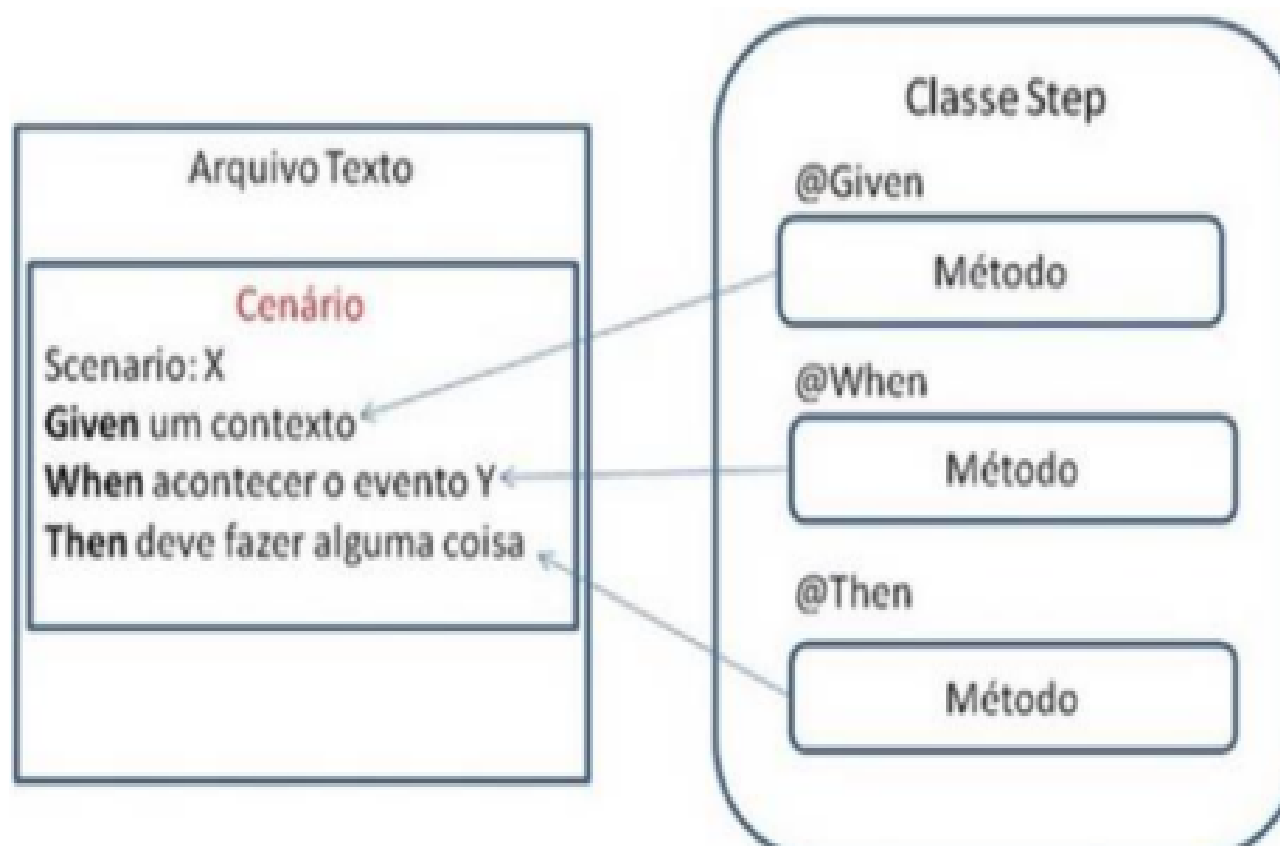 Arquivo Texto
Cenário
Scenario: X
Given um contexto
When acontecer o evento Y
Then deve fazer alguma coisa
Classe Step
@Given
Método
@When
Método
@Then
Método